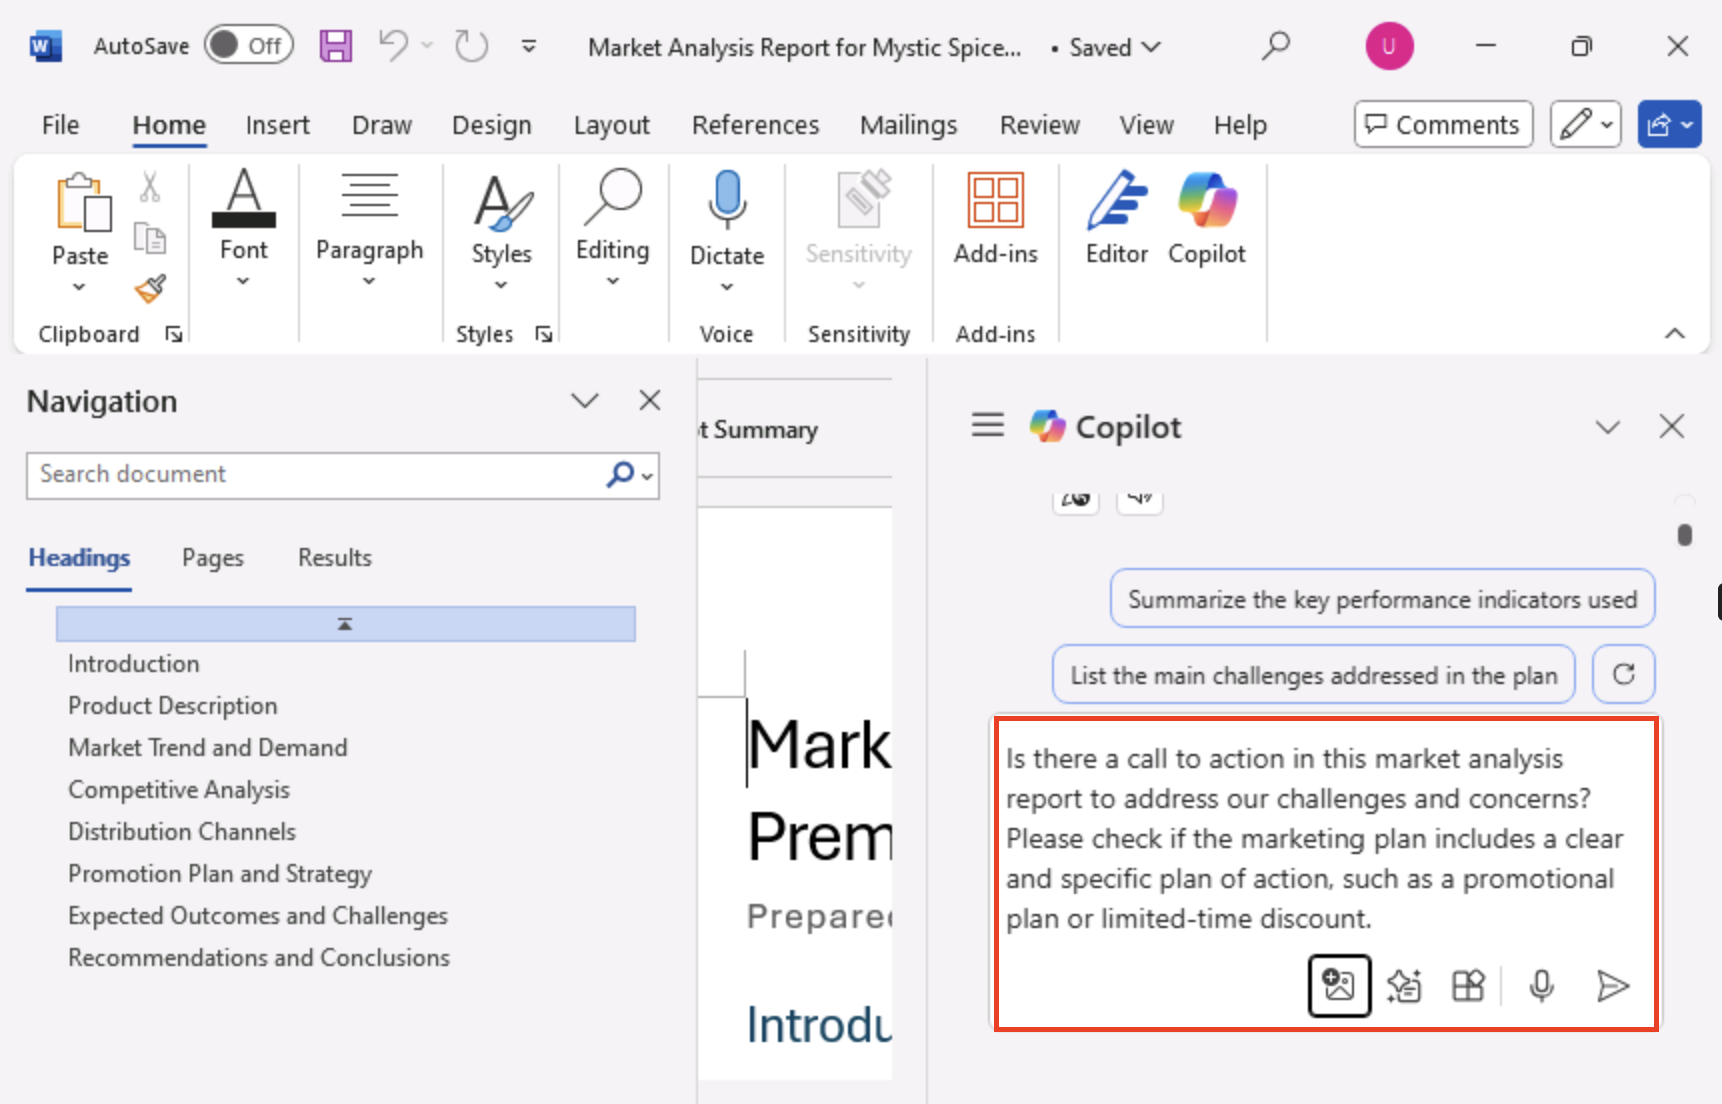 W
AutoSave
Off
Market Analysis Report for Mystic Spice...
• Saved
U
File
Home
Insert
Draw
Design
Layout
References
Mailings
Review
View
Help
Comments
Paste
Font
Paragraph
Styles
Editing
Dictate
Sensitivity
Add-ins
Editor
Copilot
Clipboard
Styles
Voice
Sensitivity
Add-ins
Navigation
Search document
Headings
Pages
Results
Introduction
Product Description
Market Trend and Demand
Competitive Analysis
Distribution Channels
Promotion Plan and Strategy
Expected Outcomes and Challenges
Recommendations and Conclusions
t Summary
Mark
Prem
Prepared
Introdu
Copilot
Summarize the key performance indicators used
List the main challenges addressed in the plan
Is there a call to action in this market analysis
report to address our challenges and concerns?
Please check if the marketing plan includes a clear
and specific plan of action, such as a promotional
plan or limited-time discount.